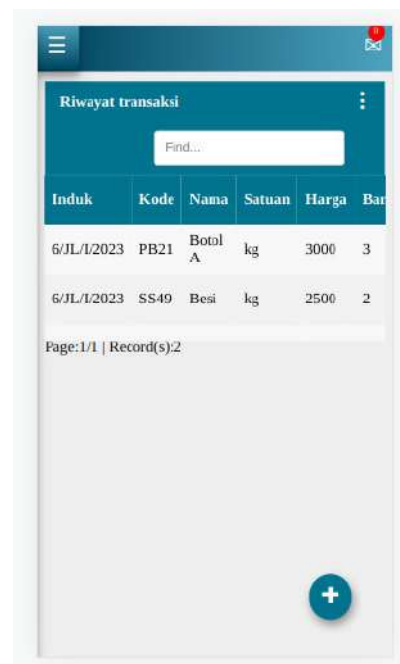 Riwayat transaksi
Find...
Induk Kode Nama Satuan Harga Bar
6/JL/I/2023 PB21 Botol A kg 3000 3
6/JL/I/2023 SS49 Besi kg 2500 2
Page:1/1 | Record(s):2